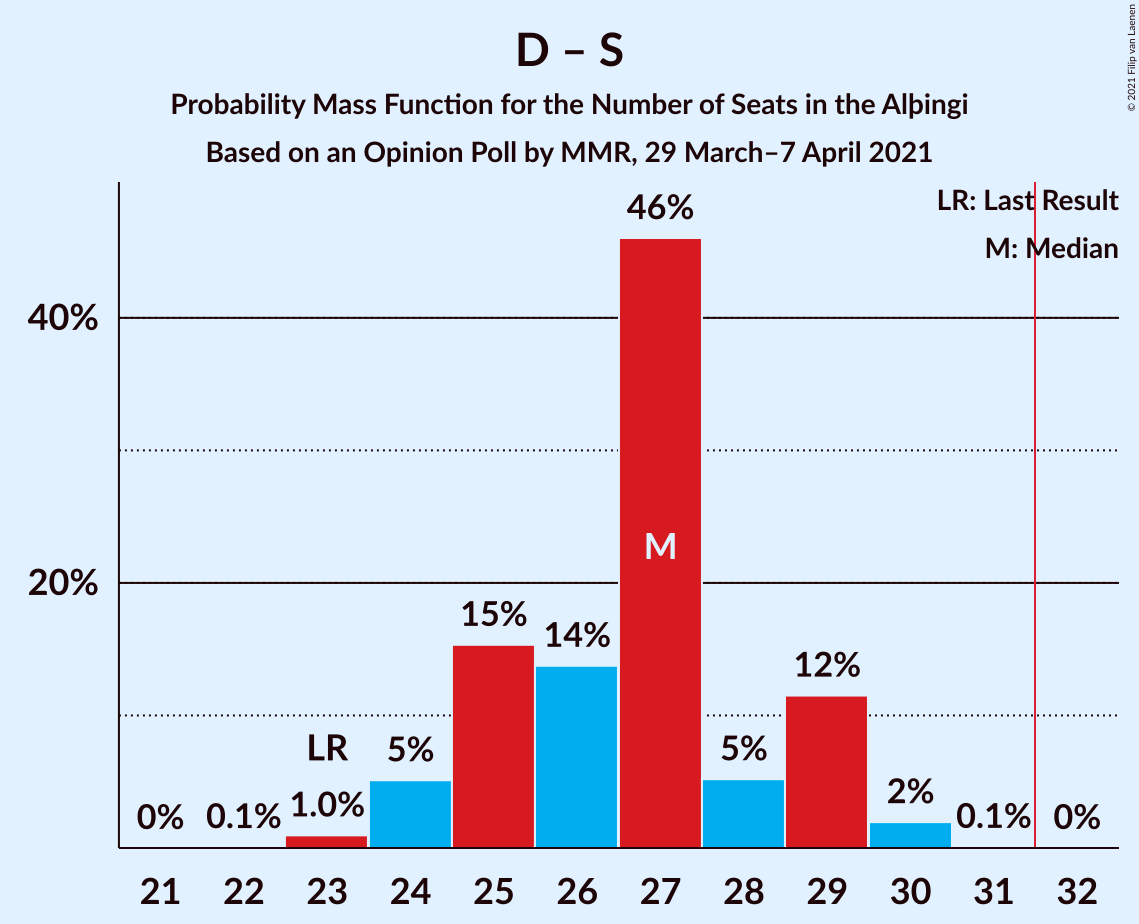 D – S
Probability Mass Function for the Number of Seats in the Alþingi
Based on an Opinion Poll by MMR, 29 March–7 April 2021
© 2021 Filip van Laenen
LR: Last Result
M: Median
46%
40%
M
20%
15%
14%
12%
LR
5%
5%
2%
1.0%
0%
0.1%
0.1%
0%
21 22 23 24 25 26 27 28 29 30 31 32